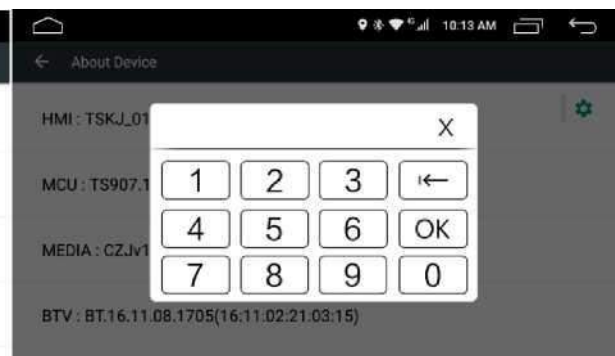 4G 10:13 AM
About Device
HMI : TSKJ_01
X
MCU : TS907.1
1 2 3
4 5 6 OK
MEDIA : CZJv1
7 8 9 0
BTV : BT.16.11.08.1705(16:11:02:21:03:15)